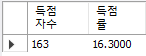 득점 득점
자수 률
163 16.3000